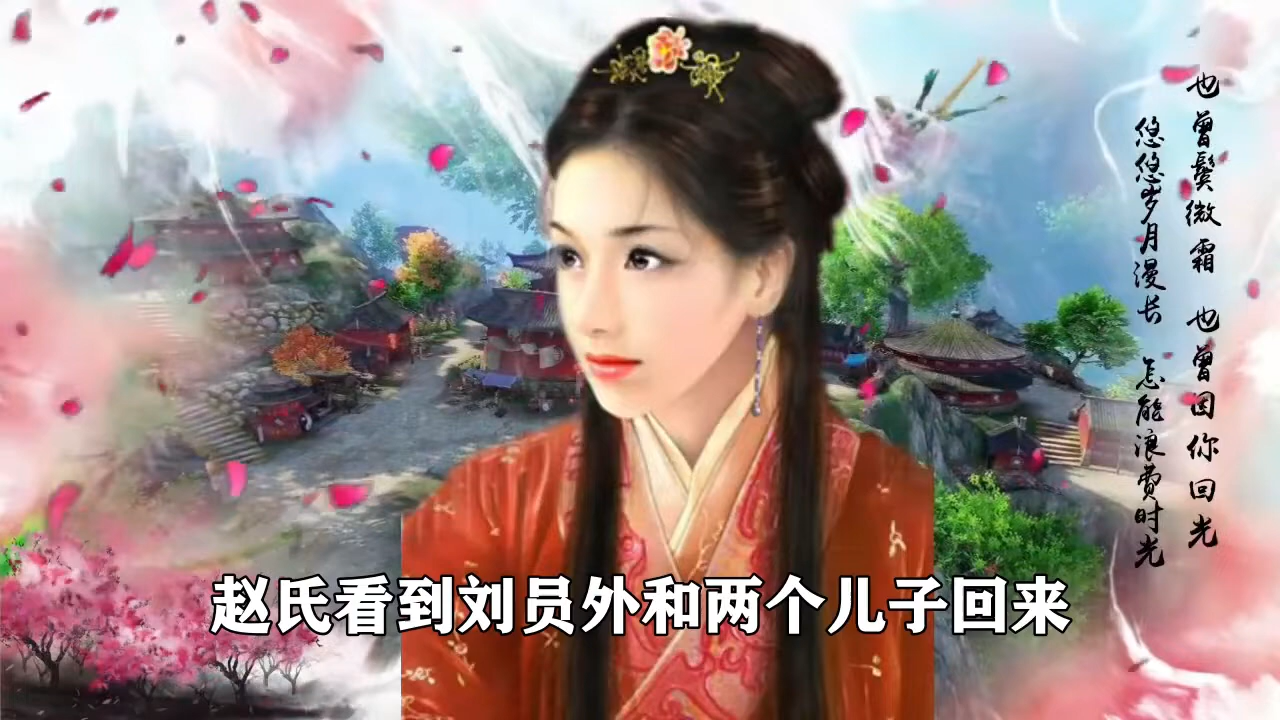 也曾鬓微霜 也曾因你回光
悠悠岁月漫长 怎能浪费时光
赵氏看到刘员外和两个儿子回来